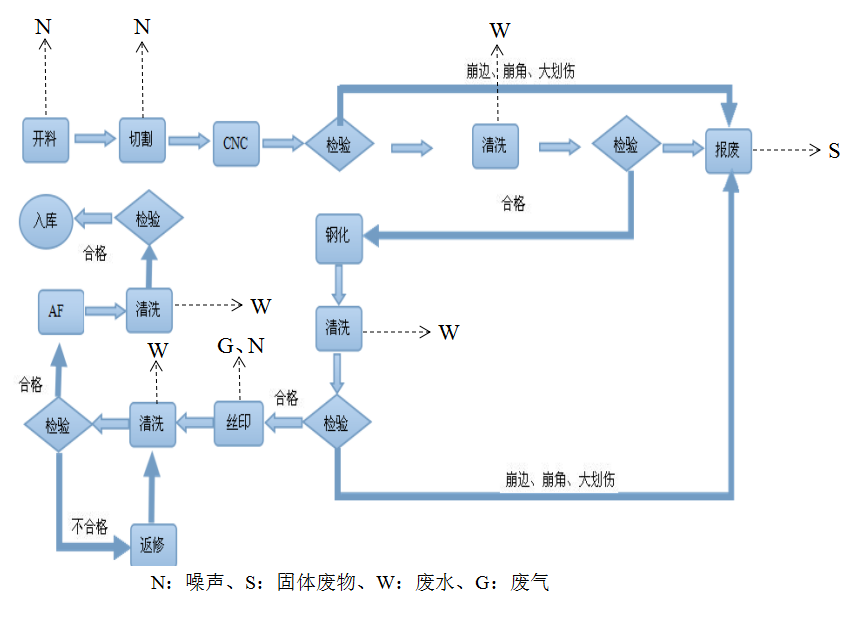 N
N
W
崩边、崩角、大划伤
开料
切割
CNC
检验
清洗
检验
报废
S
入库
检验
合格
合格
钢化
AF
清洗
W
清洗
W
W
G、N
合格
合格
检验
清洗
丝印
检验
崩边、崩角、大划伤
不合格
返修
N：噪声、S：固体废物、W：废水、G：废气